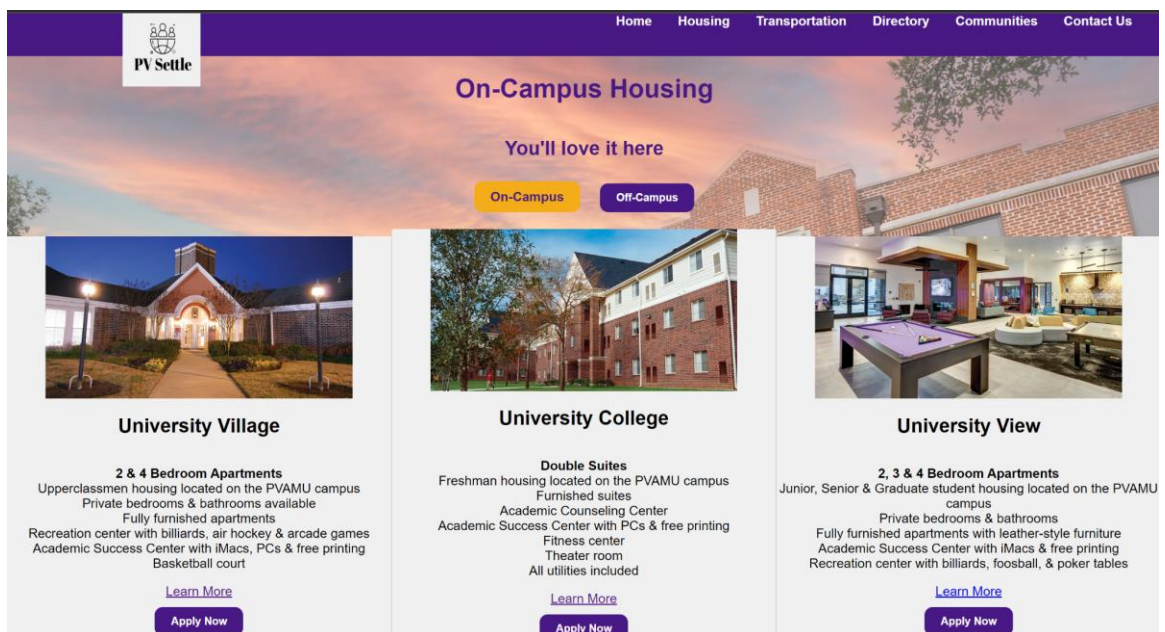 PV Settle
Home Housing Transportation Directory Communities Contact Us
On-Campus Housing
You'll love it here
On-Campus Off-Campus
University Village
2 & 4 Bedroom Apartments
Upperclassmen housing located on the PVAMU campus
Private bedrooms & bathrooms available
Fully furnished apartments
Recreation center with billiards, air hockey & arcade games
Academic Success Center with iMacs, PCs & free printing
Basketball court
Learn More
Apply Now
University College
Double Suites
Freshman housing located on the PVAMU campus
Furnished suites
Academic Counseling Center
Academic Success Center with PCs & free printing
Fitness center
Theater room
All utilities included
Learn More
Apply Now
University View
2, 3 & 4 Bedroom Apartments
Junior, Senior & Graduate student housing located on the PVAMU
campus
Private bedrooms & bathrooms
Fully furnished apartments with leather-style furniture
Academic Success Center with iMacs & free printing
Recreation center with billiards, foosball, & poker tables
Learn More
Apply Now